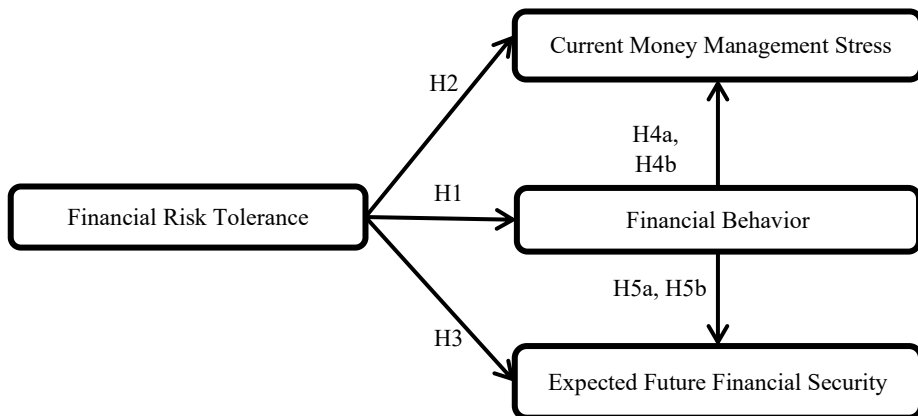 Current Money Management Stress
H2
H4a,
H4b
Financial Risk Tolerance
H1
Financial Behavior
H5a, H5b
H3
Expected Future Financial Security